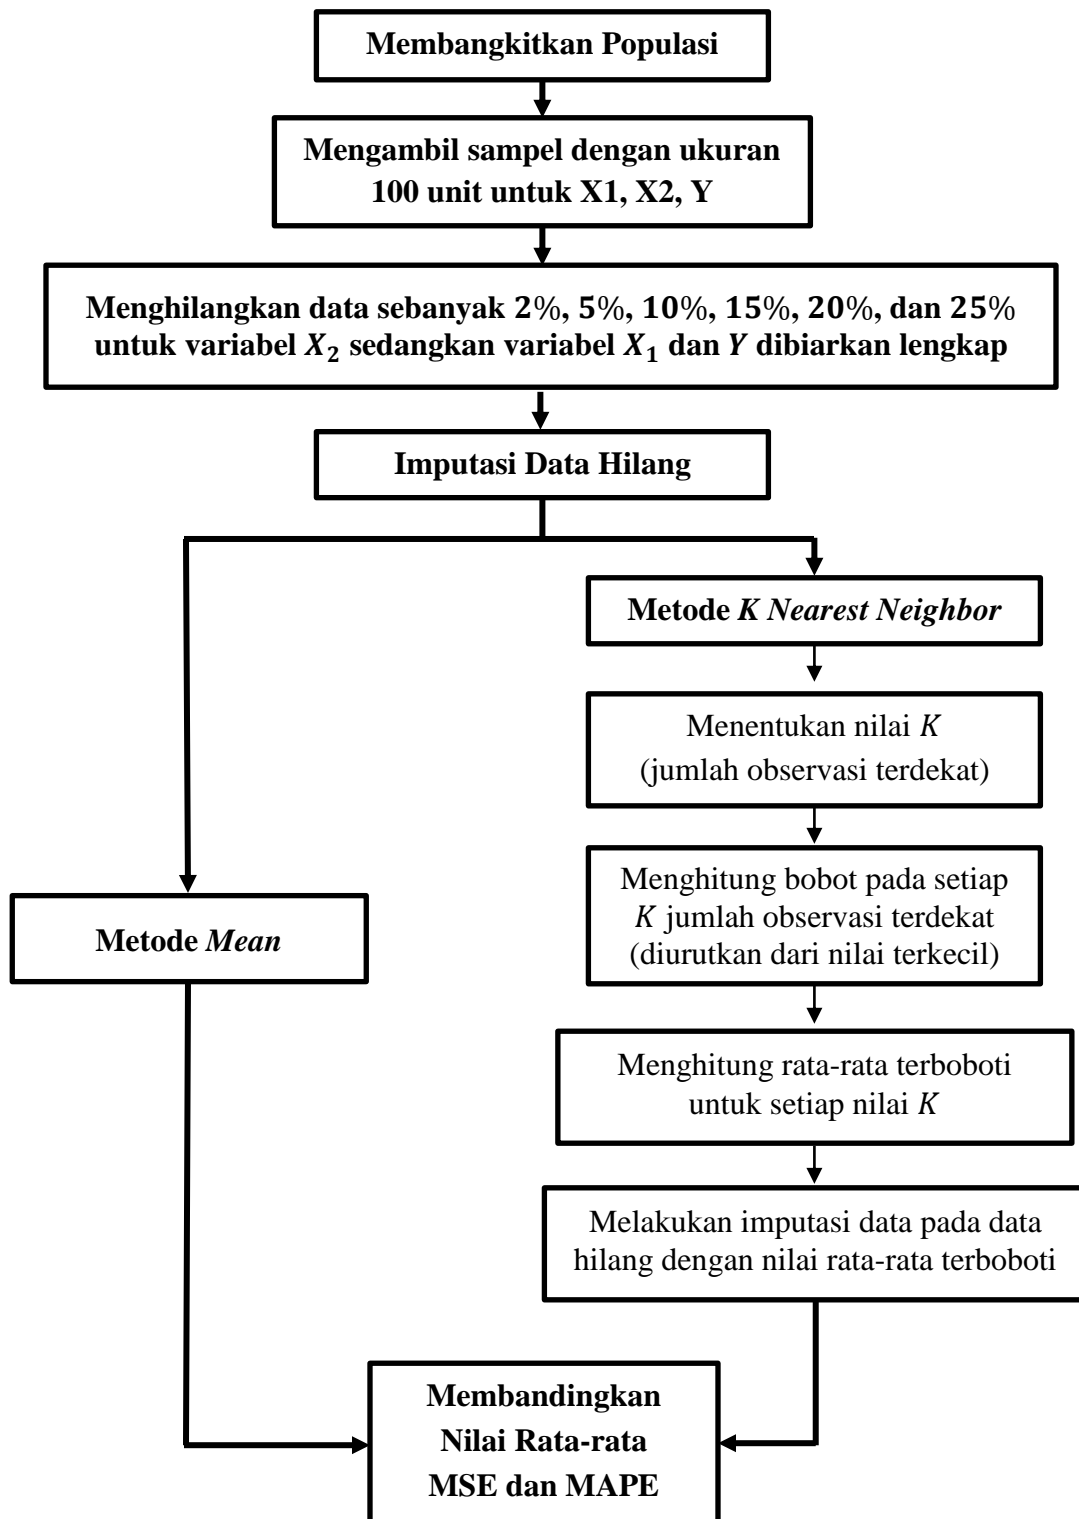 Membangkitkan Populasi
Mengambil sampel dengan ukuran
100 unit untuk X1, X2, Y
Menghilangkan data sebanyak 2%, 5%, 10%, 15%, 20%, dan 25%
untuk variabel X₂ sedangkan variabel X₁ dan Y dibiarkan lengkap
Imputasi Data Hilang
Metode K Nearest Neighbor
Menentukan nilai K
(jumlah observasi terdekat)
Menghitung bobot pada setiap
K jumlah observasi terdekat
(diurutkan dari nilai terkecil)
Metode Mean
Menghitung rata-rata terboboti
untuk setiap nilai K
Melakukan imputasi data pada data
hilang dengan nilai rata-rata terboboti
Membandingkan
Nilai Rata-rata
MSE dan MAPE